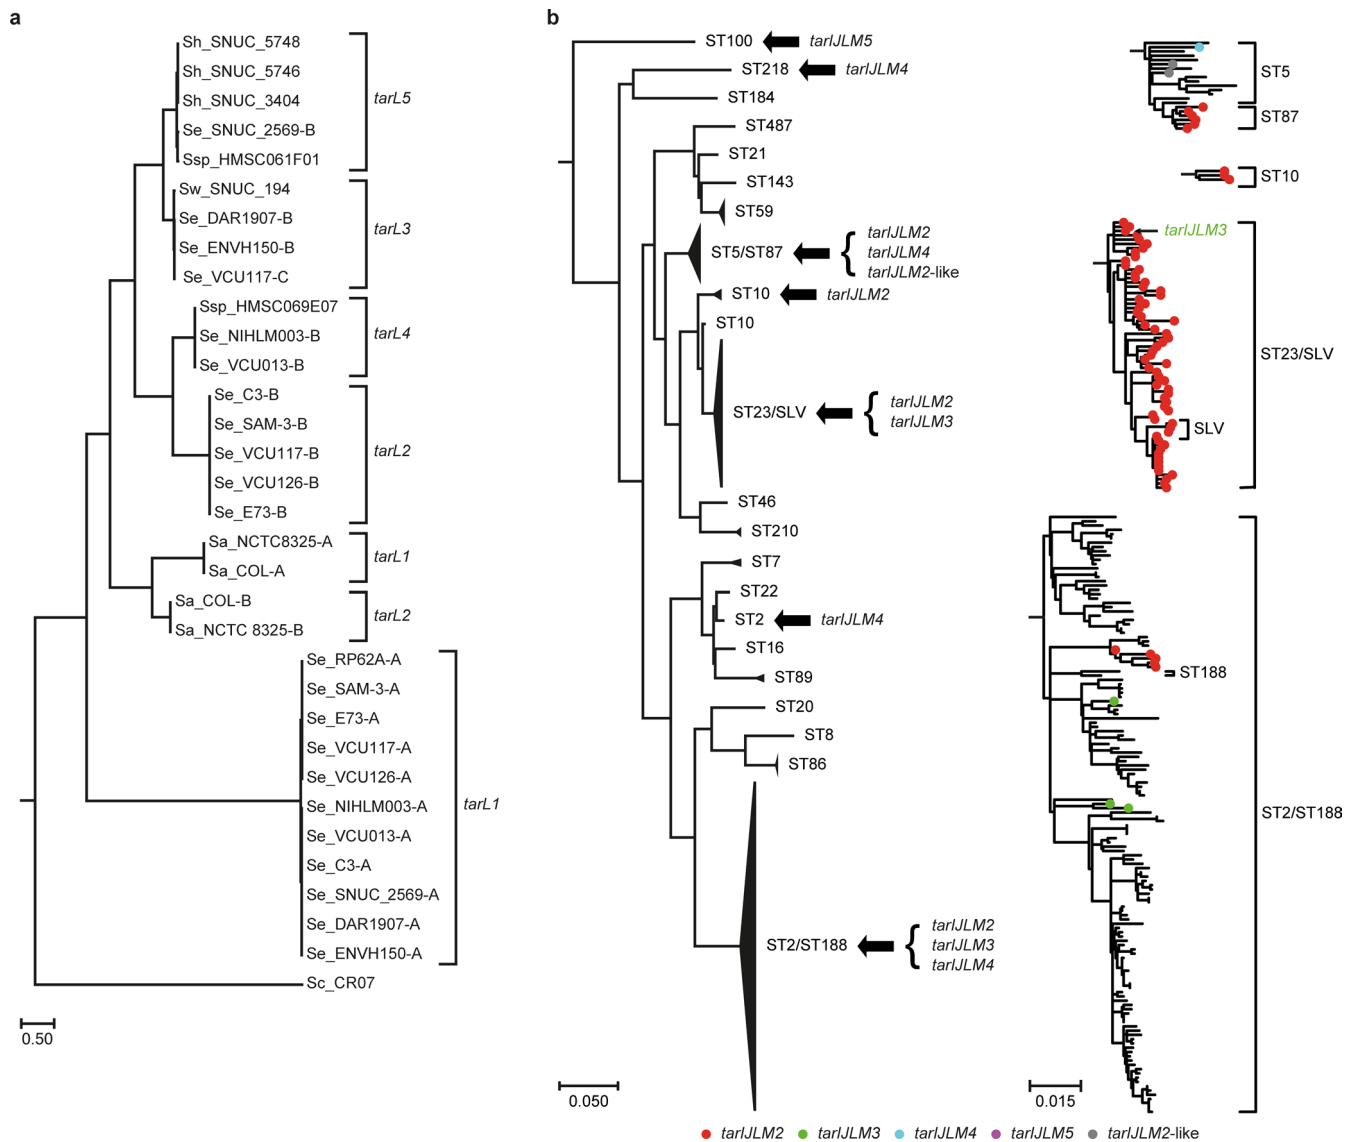 a
Sh_SNUC_5748
Sh_SNUC_5746
Sh_SNUC_3404
Se_SNUC_2569-B
Ssp_HMSC061F01
tarL5
Sw_SNUC_194
Se_DAR1907-B
Se_ENVH150-B
Se_VCU117-C
tarL3
Ssp_HMSC069E07
Se_NIHLM003-B
Se_VCU013-B
tarL4
Se_C3-B
Se_SAM-3-B
Se_VCU117-B
Se_VCU126-B
Se_E73-B
tarL2
Sa_NCTC8325-A
Sa_COL-A
tarL1
Sa_COL-B
Sa_NCTC 8325-B
tarL2
Se_RP62A-A
Se_SAM-3-A
Se_E73-A
Se_VCU117-A
Se_VCU126-A
Se_NIHLM003-A
Se_VCU013-A
Se_C3-A
Se_SNUC_2569-A
Se_DAR1907-A
Se_ENVH150-A
tarL1
Sc_CR07
0.50
b
ST100 tarIJLM5
ST218 tarIJLM4
ST184
ST487
ST21
ST143
ST59
ST5/ST87
tarIJLM2
tarIJLM4
tarIJLM2-like
ST10 tarIJLM2
ST10
ST23/SLV
tarIJLM2
tarIJLM3
ST46
ST210
ST7
ST22
ST2 tarIJLM4
ST16
ST89
ST20
ST8
ST86
ST2/ST188
tarIJLM2
tarIJLM3
tarIJLM4
0.050
ST5
ST87
ST10
tarIJLM3
ST23/SLV
SLV
ST188
ST2/ST188
0.015
tarIJLM2 tarIJLM3 tarIJLM4 tarIJLM5 tarIJLM2-like